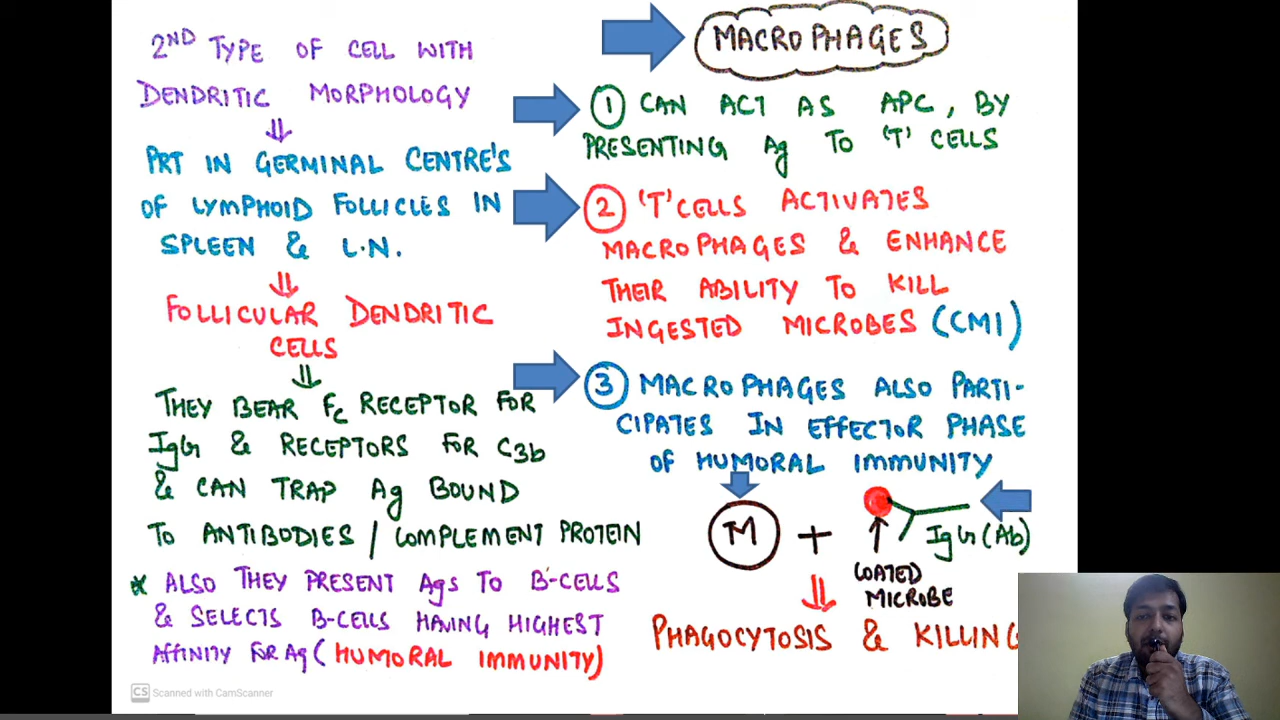 2ND TYPE OF CELL WITH
DENDRITIC MORPHOLOGY
⇓
PRT IN GERMINAL CENTRE'S
OF LYMPHOID FOLLICLES IN
SPLEEN & L.N.
⇓
FOLLICULAR DENDRITIC
CELLS
⇓
THEY BEAR FC RECEPTOR FOR
IgG & RECEPTORS FOR C3b
& CAN TRAP Ag BOUND
TO ANTIBODIES / COMPLEMENT PROTEIN
* ALSO THEY PRESENT Ags TO B-CELLS
& SELECTS B-CELLS HAVING HIGHEST
AFFINITY FOR Ag (HUMORAL IMMUNITY)
CS Scanned with CamScanner
MACROPHAGES
1 CAN ACT AS APC, BY
PRESENTING Ag TO 'T' CELLS
2 'T' CELLS ACTIVATES
MACROPHAGES & ENHANCE
THEIR ABILITY TO KILL
INGESTED MICROBES (CMI)
3 MACROPHAGES ALSO PARTI-
CIPATES IN EFFECTOR PHASE
OF HUMORAL IMMUNITY
M +
IgG (Ab)
COATED
MICROBE
⇓
PHAGOCYTOSIS & KILLING